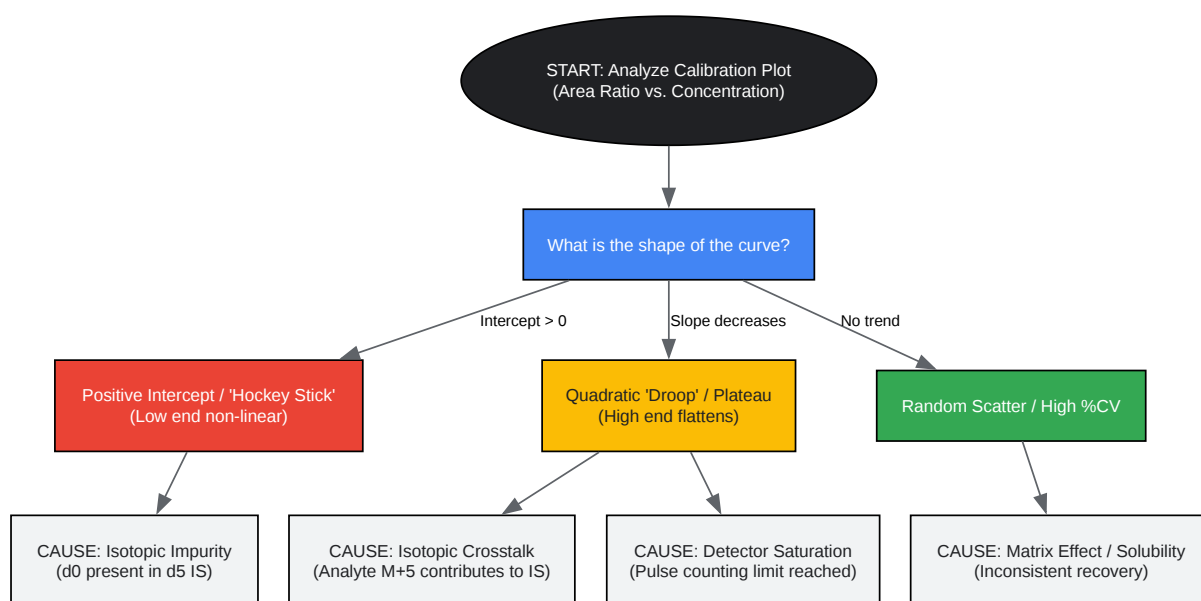 START: Analyze Calibration Plot
(Area Ratio vs. Concentration)
What is the shape of the curve?
Intercept > 0
Slope decreases
No trend
Positive Intercept / 'Hockey Stick'
(Low end non-linear)
Quadratic 'Droop' / Plateau
(High end flattens)
Random Scatter / High %CV
CAUSE: Isotopic Impurity
(d0 present in d5 IS)
CAUSE: Isotopic Crosstalk
(Analyte M+5 contributes to IS)
CAUSE: Detector Saturation
(Pulse counting limit reached)
CAUSE: Matrix Effect / Solubility
(Inconsistent recovery)